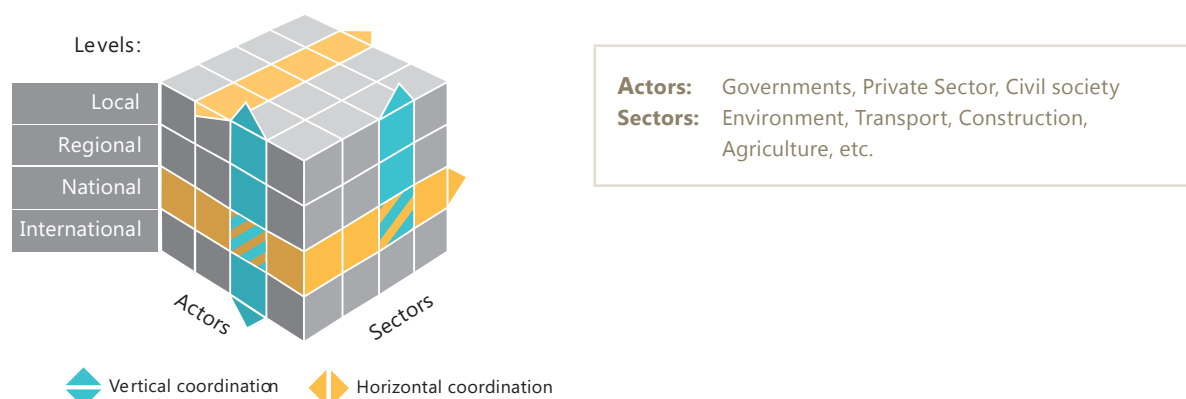 Levels:
Local
Regional
National
International
Actors
Sectors
Vertical coordination
Horizontal coordination
Actors: Governments, Private Sector, Civil society
Sectors: Environment, Transport, Construction,
Agriculture, etc.